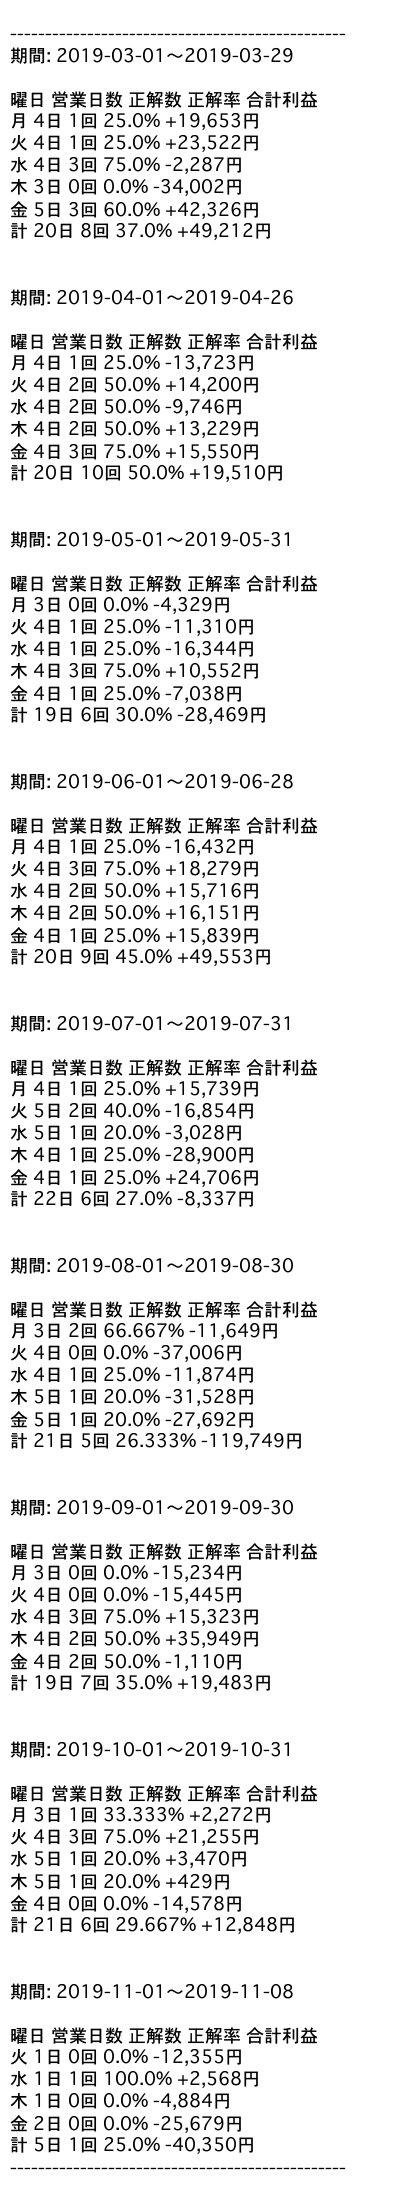 ------------------------------------------------
期間: 2019-03-01〜2019-03-29
曜日 営業日数 正解数 正解率 合計利益
月 4日 1回 25.0% +19,653円
火 4日 1回 25.0% +23,522円
水 4日 3回 75.0% -2,287円
木 3日 0回 0.0% -34,002円
金 5日 3回 60.0% +42,326円
計 20日 8回 37.0% +49,212円
期間: 2019-04-01〜2019-04-26
曜日 営業日数 正解数 正解率 合計利益
月 4日 1回 25.0% -13,723円
火 4日 2回 50.0% +14,200円
水 4日 2回 50.0% -9,746円
木 4日 2回 50.0% +13,229円
金 4日 3回 75.0% +15,550円
計 20日 10回 50.0% +19,510円
期間: 2019-05-01〜2019-05-31
曜日 営業日数 正解数 正解率 合計利益
月 3日 0回 0.0% -4,329円
火 4日 1回 25.0% -11,310円
水 4日 1回 25.0% -16,344円
木 4日 3回 75.0% +10,552円
金 4日 1回 25.0% -7,038円
計 19日 6回 30.0% -28,469円
期間: 2019-06-01〜2019-06-28
曜日 営業日数 正解数 正解率 合計利益
月 4日 1回 25.0% -16,432円
火 4日 3回 75.0% +18,279円
水 4日 2回 50.0% +15,716円
木 4日 2回 50.0% +16,151円
金 4日 1回 25.0% +15,839円
計 20日 9回 45.0% +49,553円
期間: 2019-07-01〜2019-07-31
曜日 営業日数 正解数 正解率 合計利益
月 4日 1回 25.0% +15,739円
火 5日 2回 40.0% -16,854円
水 5日 1回 20.0% -3,028円
木 4日 1回 25.0% -28,900円
金 4日 1回 25.0% +24,706円
計 22日 6回 27.0% -8,337円
期間: 2019-08-01〜2019-08-30
曜日 営業日数 正解数 正解率 合計利益
月 3日 2回 66.667% -11,649円
火 4日 0回 0.0% -37,006円
水 4日 1回 25.0% -11,874円
木 5日 1回 20.0% -31,528円
金 5日 1回 20.0% -27,692円
計 21日 5回 26.333% -119,749円
期間: 2019-09-01〜2019-09-30
曜日 営業日数 正解数 正解率 合計利益
月 3日 0回 0.0% -15,234円
火 4日 0回 0.0% -15,445円
水 4日 3回 75.0% +15,323円
木 4日 2回 50.0% +35,949円
金 4日 2回 50.0% -1,110円
計 19日 7回 35.0% +19,483円
期間: 2019-10-01〜2019-10-31
曜日 営業日数 正解数 正解率 合計利益
月 3日 1回 33.333% +2,272円
火 4日 3回 75.0% +21,255円
水 5日 1回 20.0% +3,470円
木 5日 1回 20.0% +429円
金 4日 0回 0.0% -14,578円
計 21日 6回 29.667% +12,848円
期間: 2019-11-01〜2019-11-08
曜日 営業日数 正解数 正解率 合計利益
火 1日 0回 0.0% -12,355円
水 1日 1回 100.0% +2,568円
木 1日 0回 0.0% -4,884円
金 2日 0回 0.0% -25,679円
計 5日 1回 25.0% -40,350円
------------------------------------------------